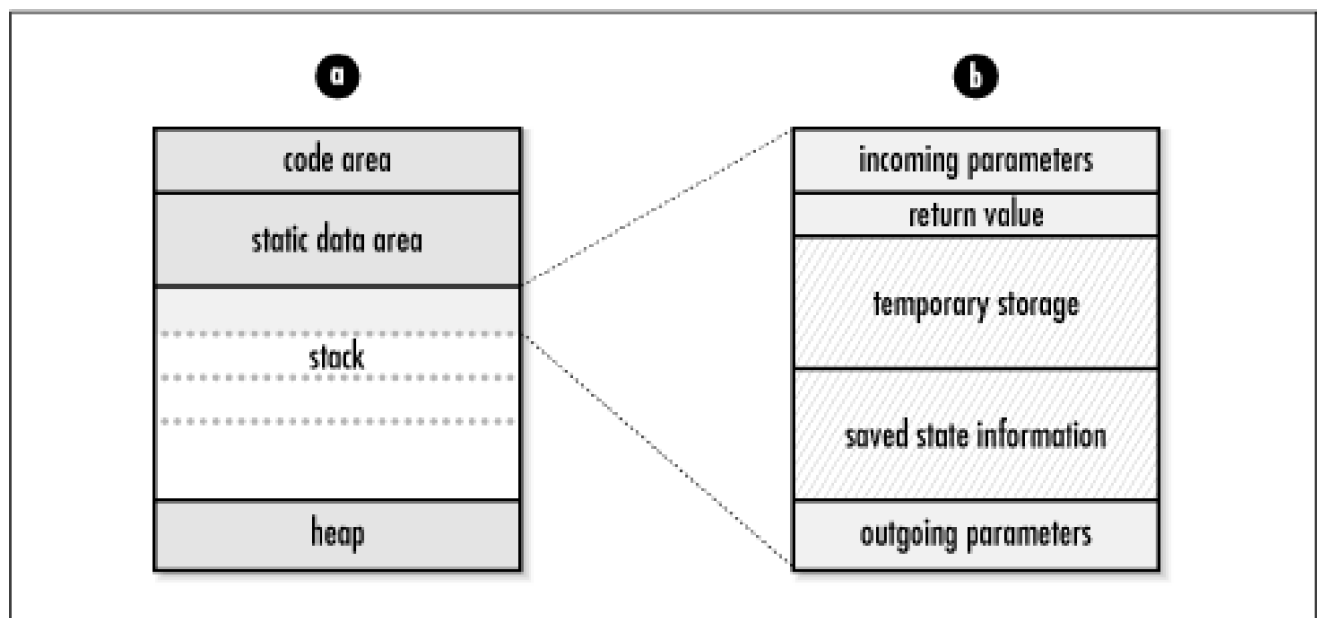 a
code area
static data area
stack
heap
b
incoming parameters
return value
temporary storage
saved state information
outgoing parameters